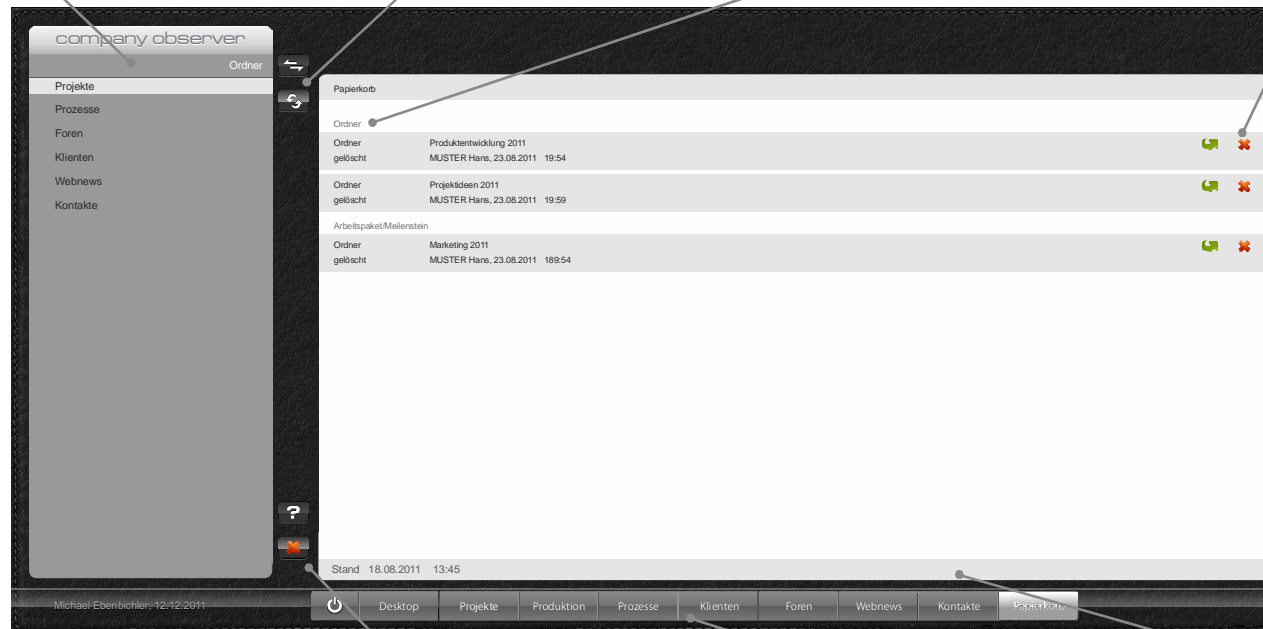 company observer
Ordner
Projekte
Prozesse
Foren
Klienten
Webnews
Kontakte
Papierkorb
Ordner
Ordner Produktentwicklung 2011
gelöscht MUSTER Hans, 23.08.2011 19:54
Ordner Projektideen 2011
gelöscht MUSTER Hans, 23.08.2011 19:59
Arbeitspaket/Meilenstein
Ordner Marketing 2011
gelöscht MUSTER Hans, 23.08.2011 189:54
?
Stand 18.08.2011 13:45
Michael Ebenbichler, 12.12.2011
Desktop Projekte Produktion Prozesse Klienten Foren Webnews Kontakte Papierkorb